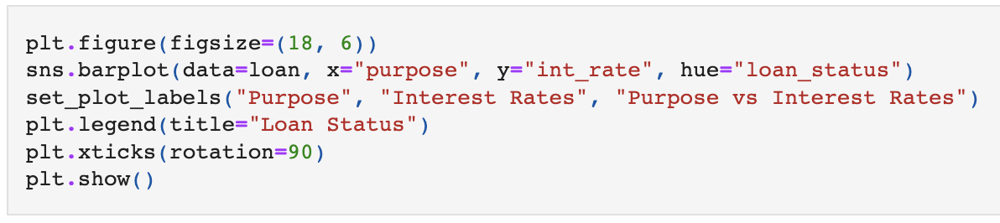 plt.figure(figsize=(18, 6))
sns.barplot(data=loan, x="purpose", y="int_rate", hue="loan_status")
set_plot_labels("Purpose", "Interest Rates", "Purpose vs Interest Rates")
plt.legend(title="Loan Status")
plt.xticks(rotation=90)
plt.show()